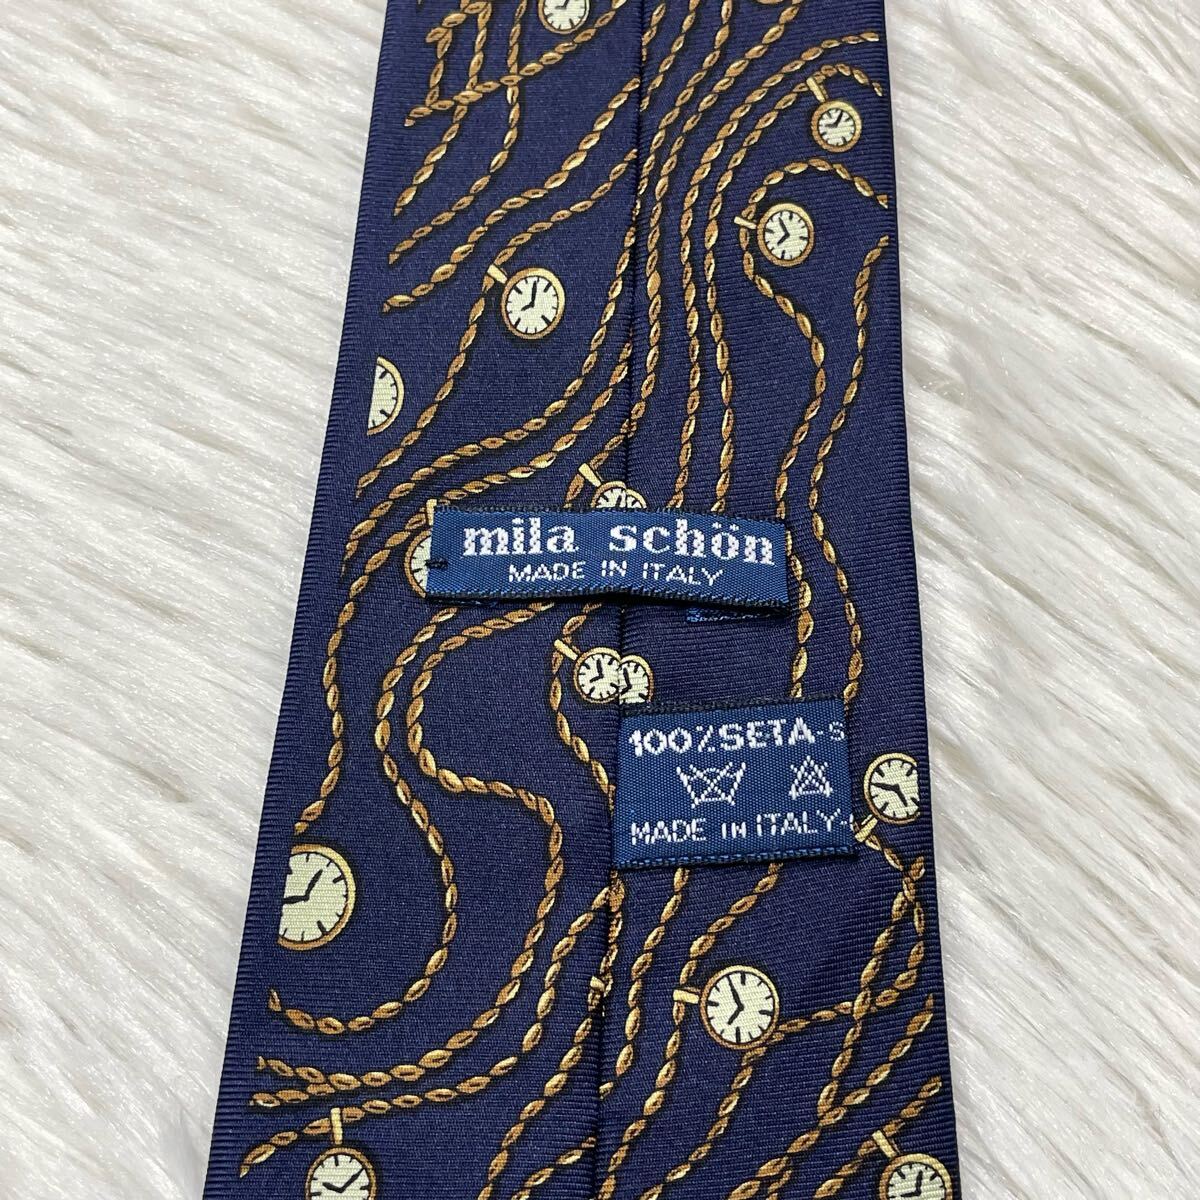 mila schön
MADE IN ITALY
100% SETA-S
MADE IN ITALY-